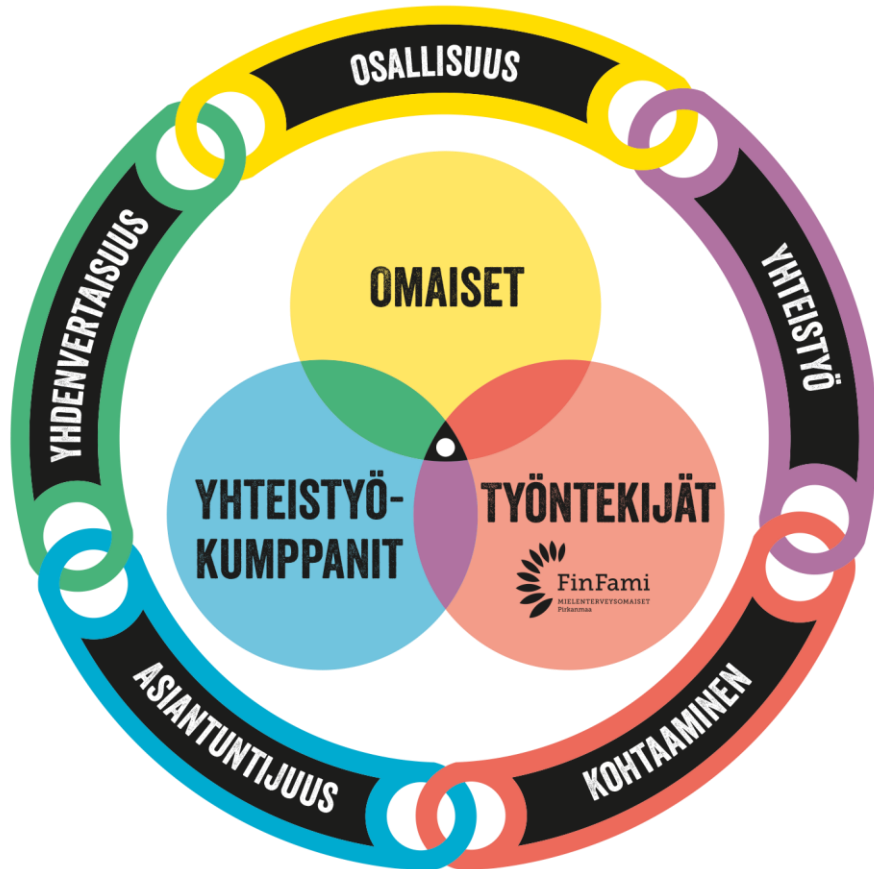 OSALLISUUS
YHTEISTYÖ
YHDENVERTAISUUS
OMAISET
YHTEISTYÖ-
KUMPPANIT
TYÖNTEKIJÄT
FinFami
MIELENTERVEYSOMAISET
Pirkanmaa
ASIANTUNTIJUUS
KOHTAAMINEN